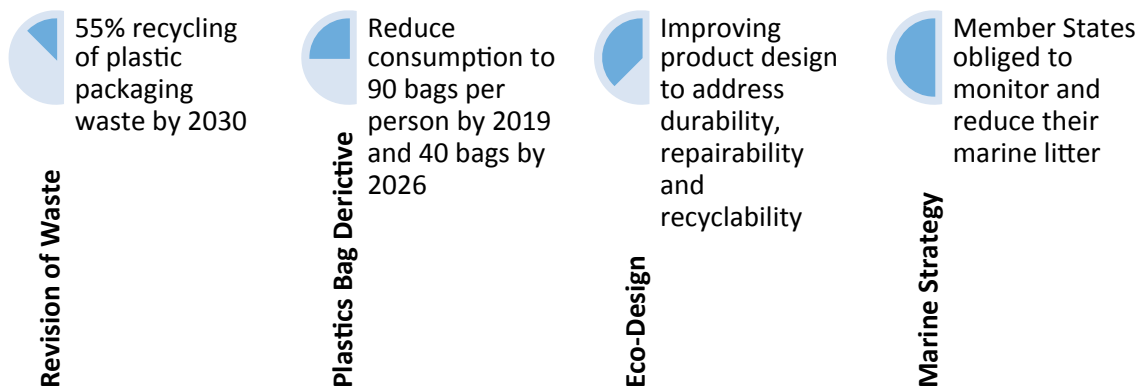 55% recycling
of plastic
packaging
waste by 2030
Revision of Waste
Reduce
consumption to
90 bags per
person by 2019
and 40 bags by
2026
Plastics Bag Derictive
Improving
product design
to address
durability,
repairability
and
recyclability
Eco-Design
Member States
obliged to
monitor and
reduce their
marine litter
Marine Strategy